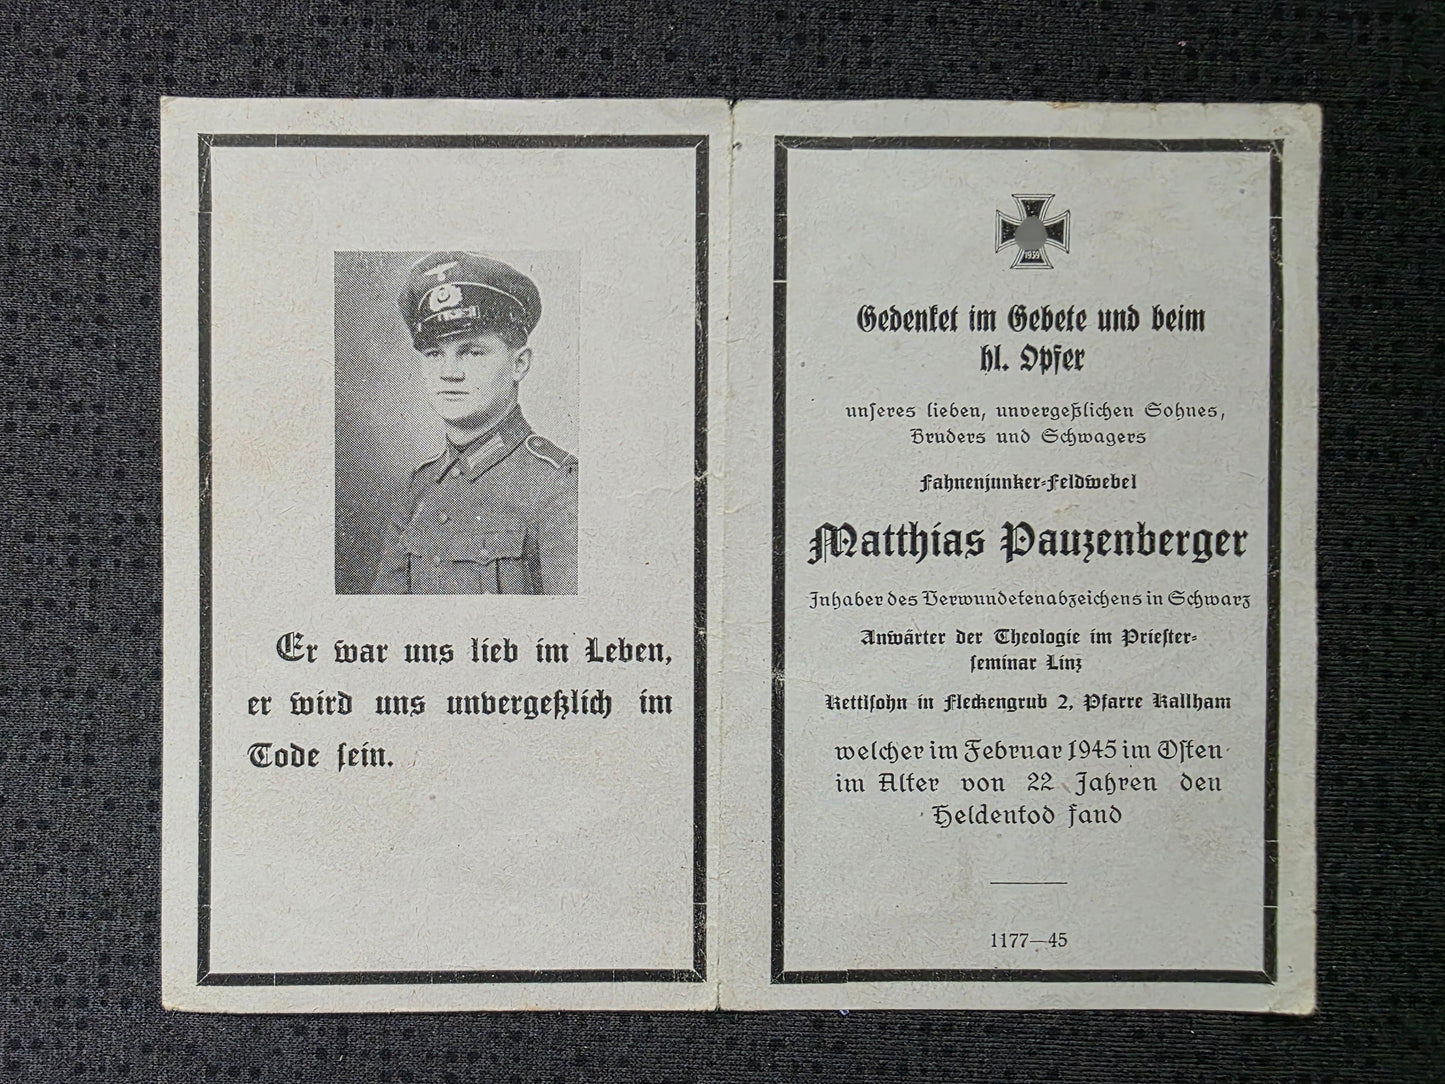 Er war uns lieb im Leben,
er wird uns unvergeßlich im
Tode sein.
1939
Gedenket im Gebete und beim
hl. Opfer
unseres lieben, unvergeßlichen Sohnes,
Bruders und Schwagers
Fahnenjunker-Feldwebel
Matthias Pauzenberger
Inhaber des Verwundetenabzeichens in Schwarz
Anwärter der Theologie im Priester-
seminar Linz
Kettlsohn in Fleckengrub 2, Pfarre Kallham
welcher im Februar 1945 im Osten
im Alter von 22 Jahren den
Heldentod fand
1177—45